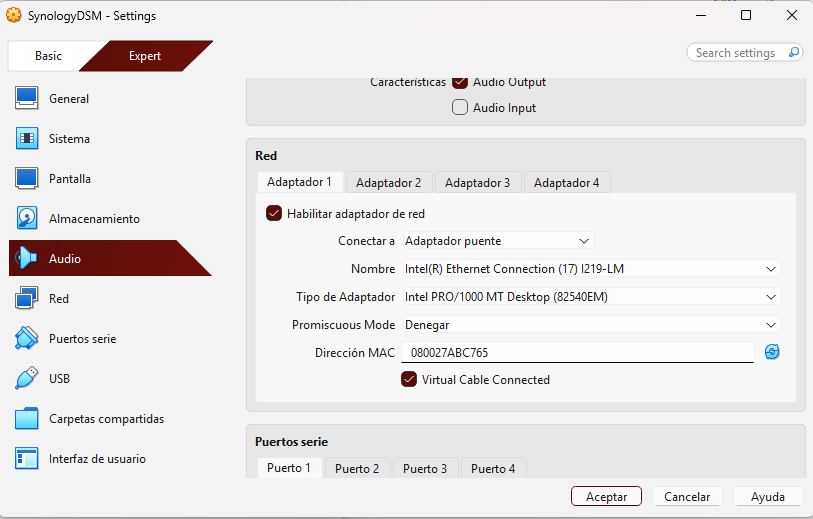 SynologyDSM - Settings
Basic
Expert
Search settings
General
Sistema
Pantalla
Almacenamiento
Audio
Red
Puertos serie
USB
Carpetas compartidas
Interfaz de usuario
Características
Audio Output
Audio Input
Red
Adaptador 1
Adaptador 2
Adaptador 3
Adaptador 4
Habilitar adaptador de red
Conectar a
Adaptador puente
Nombre
Intel(R) Ethernet Connection (17) I219-LM
Tipo de Adaptador
Intel PRO/1000 MT Desktop (82540EM)
Promiscuous Mode
Denegar
Dirección MAC
080027ABC765
Virtual Cable Connected
Puertos serie
Puerto 1
Puerto 2
Puerto 3
Puerto 4
Aceptar
Cancelar
Ayuda